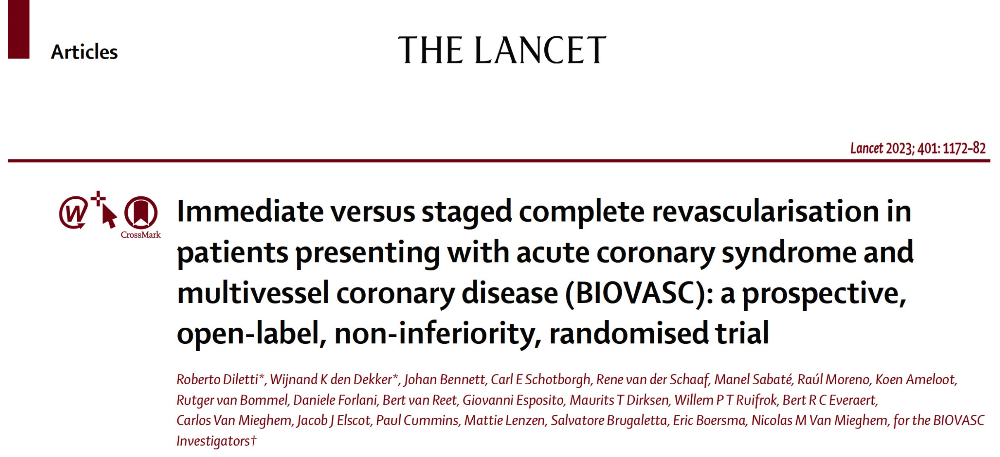 Articles
THE LANCET
Lancet 2023; 401: 1172–82
W
CrossMark
Immediate versus staged complete revascularisation in
patients presenting with acute coronary syndrome and
multivessel coronary disease (BIOVASC): a prospective,
open-label, non-inferiority, randomised trial
Roberto Diletti*, Wijnand K den Dekker*, Johan Bennett, Carl E Schotborgh, Rene van der Schaaf, Manel Sabaté, Raúl Moreno, Koen Ameloot,
Rutger van Bommel, Daniele Forlani, Bert van Reet, Giovanni Esposito, Maurits T Dirksen, Willem P T Ruifrok, Bert R C Everaert,
Carlos Van Mieghem, Jacob J Elscot, Paul Cummins, Mattie Lenzen, Salvatore Brugaletta, Eric Boersma, Nicolas M Van Mieghem, for the BIOVASC
Investigators†